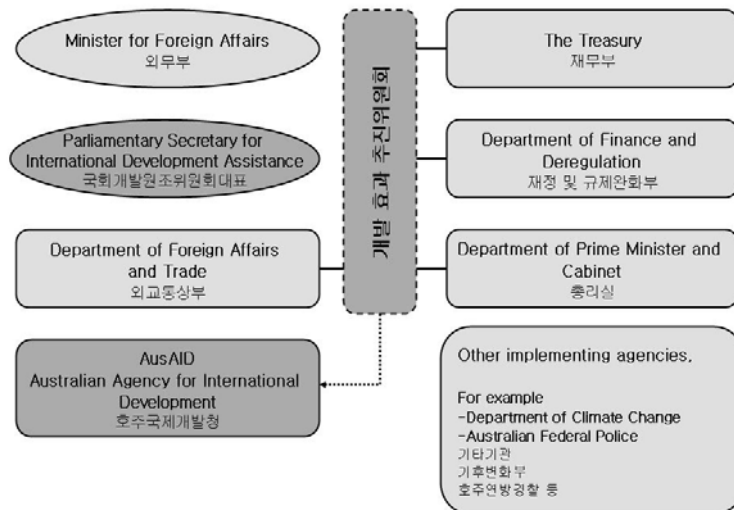 Minister for Foreign Affairs
외무부
Parliamentary Secretary for
International Development Assistance
국회개발원조위원회대표
Department of Foreign Affairs
and Trade
외교통상부
AusAID
Australian Agency for International
Development
호주국제개발청
개발 효과 추진위원회
The Treasury
재무부
Department of Finance and
Deregulation
재정 및 규제완화부
Department of Prime Minister and
Cabinet
총리실
Other implementing agencies,
For example
-Department of Climate Change
-Australian Federal Police
기타기관
기후변화부
호주연방경찰 등